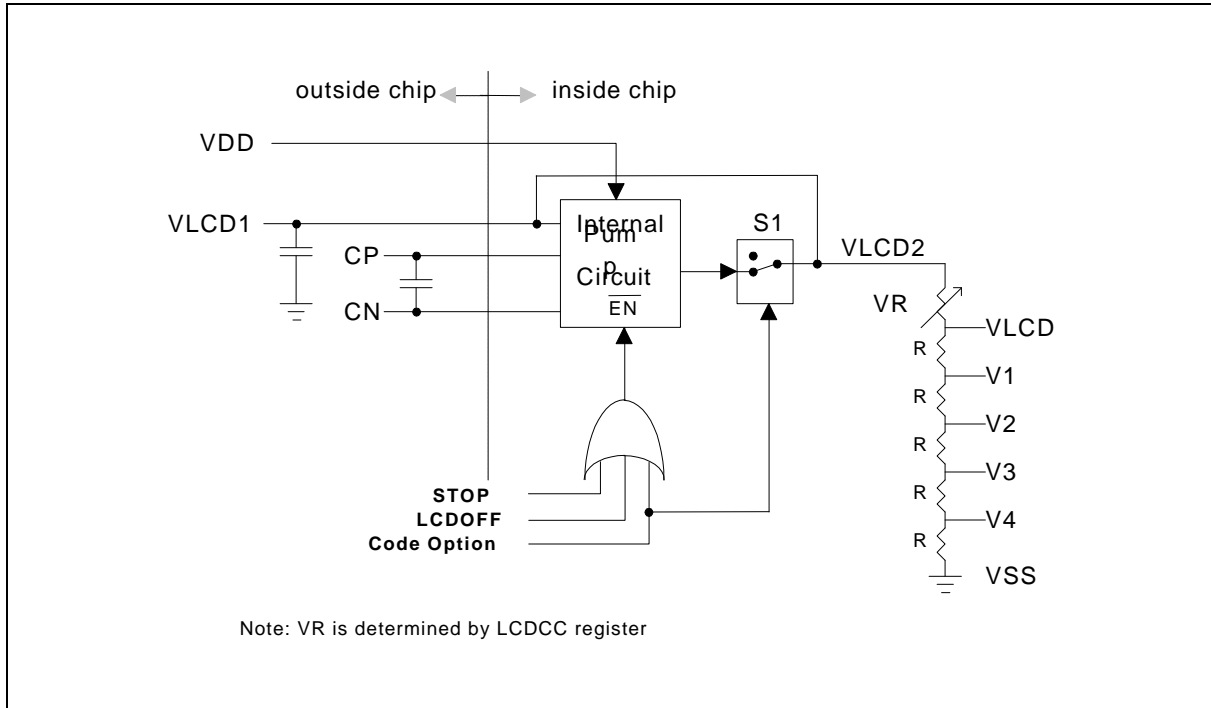 outside chip inside chip
VDD
VLCD1
Internal
Pum
p
Circuit
EN
S1
CP
CN
VLCD2
VR
VLCD
R
V1
R
V2
R
V3
R
V4
R
VSS
STOP
LCDOFF
Code Option
Note: VR is determined by LCDCC register